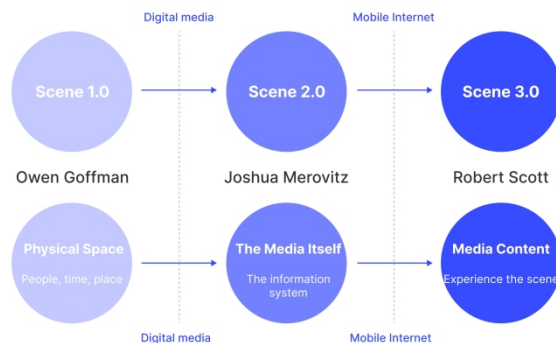 Digital media
Mobile Internet
Scene 1.0
Scene 2.0
Scene 3.0
Owen Goffman
Joshua Merovitz
Robert Scott
Physical Space
The Media Itself
Media Content
People, time, place
The information
system
Experience the scene
Digital media
Mobile Internet